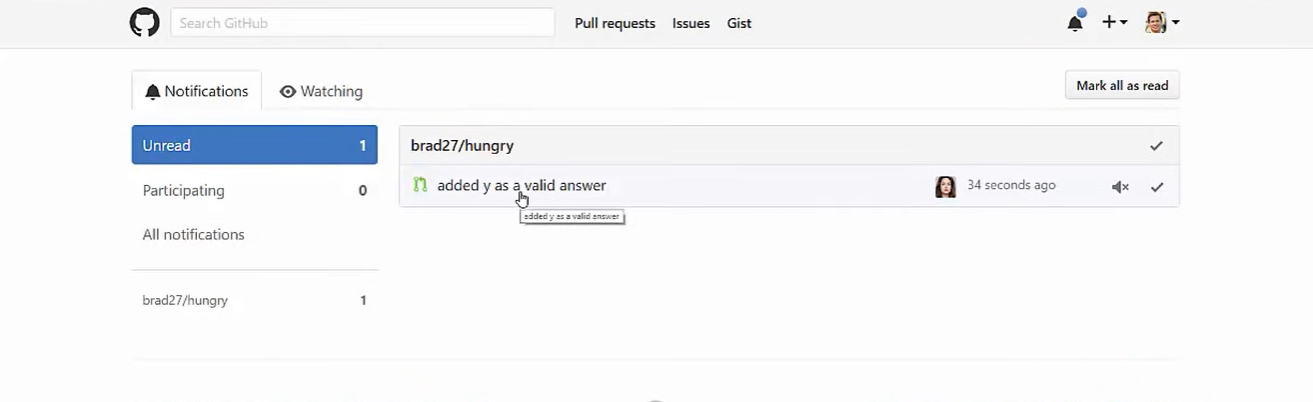 Search GitHub Pull requests Issues Gist
Notifications Watching Mark all as read
Unread 1
Participating 0
All notifications
brad27/hungry 1
brad27/hungry
added y as a valid answer 34 seconds ago
added y as a valid answer